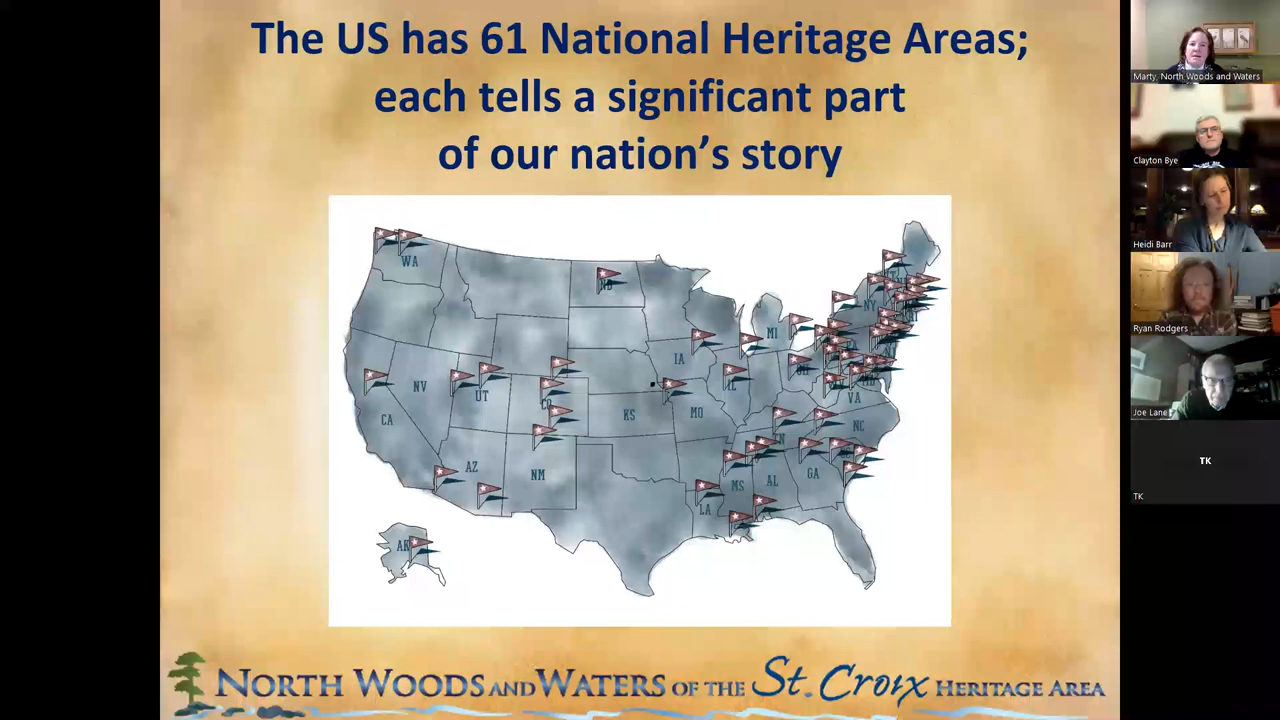 The US has 61 National Heritage Areas;
each tells a significant part
of our nation's story
WA
NY
MI
IA
NV
UT
IL
CA
KS
MO
VA
NC
AZ
NM
MS
AL
GA
LA
AK
NORTH WOODS AND WATERS OF THE St. Croix HERITAGE AREA
Marty, North Woods and Waters
Clayton Bye
Heidi Barr
Ryan Rodgers
Joe Lane
TK
TK